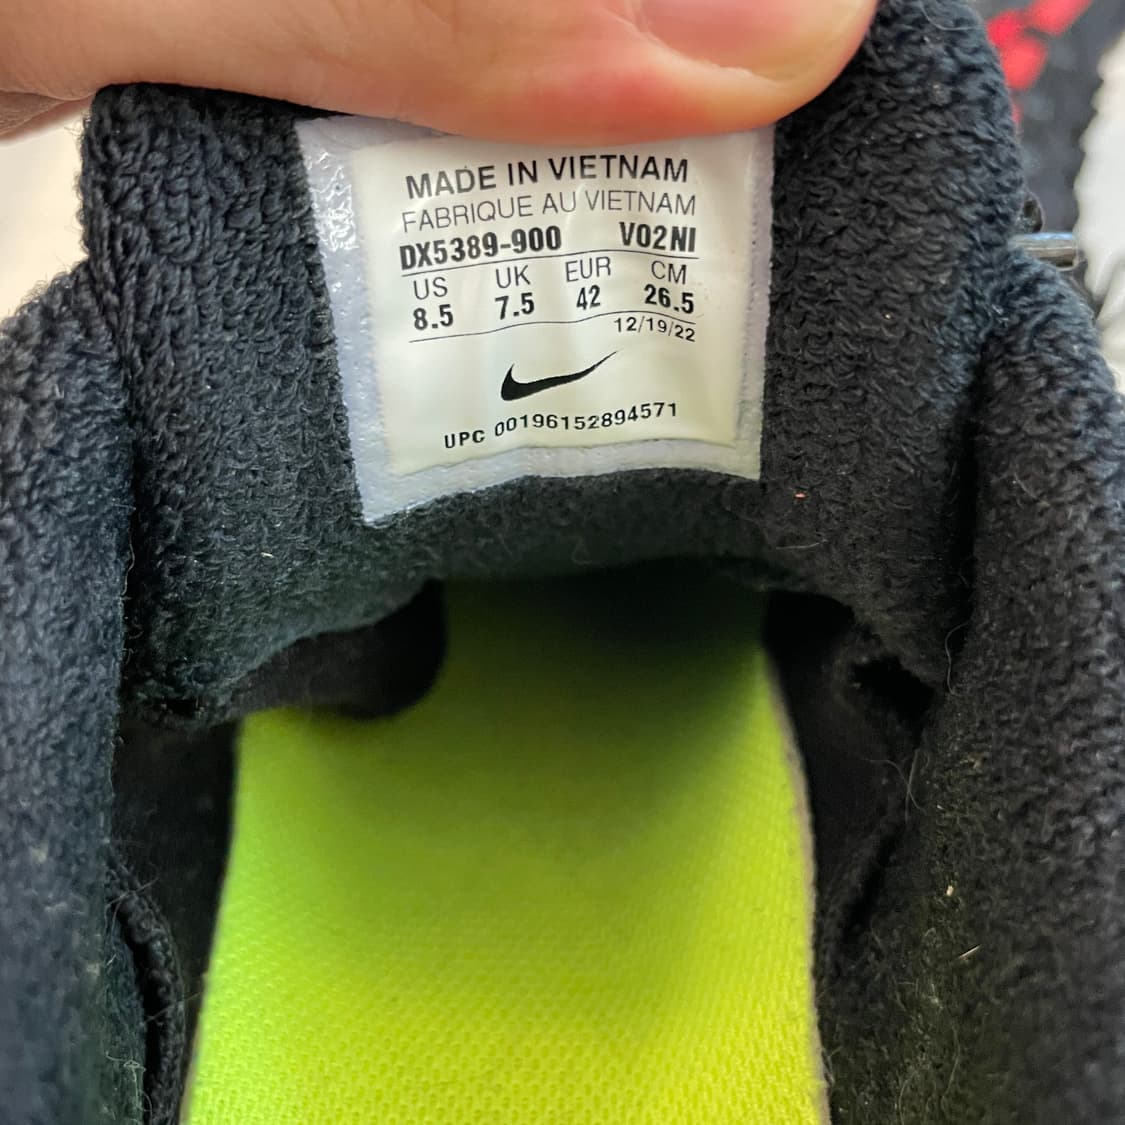 MADE IN VIETNAM
FABRIQUE AU VIETNAM
DX5389-900 V02NI
US UK EUR CM
8.5 7.5 42 26.5
12/19/22
UPC 00196152894571